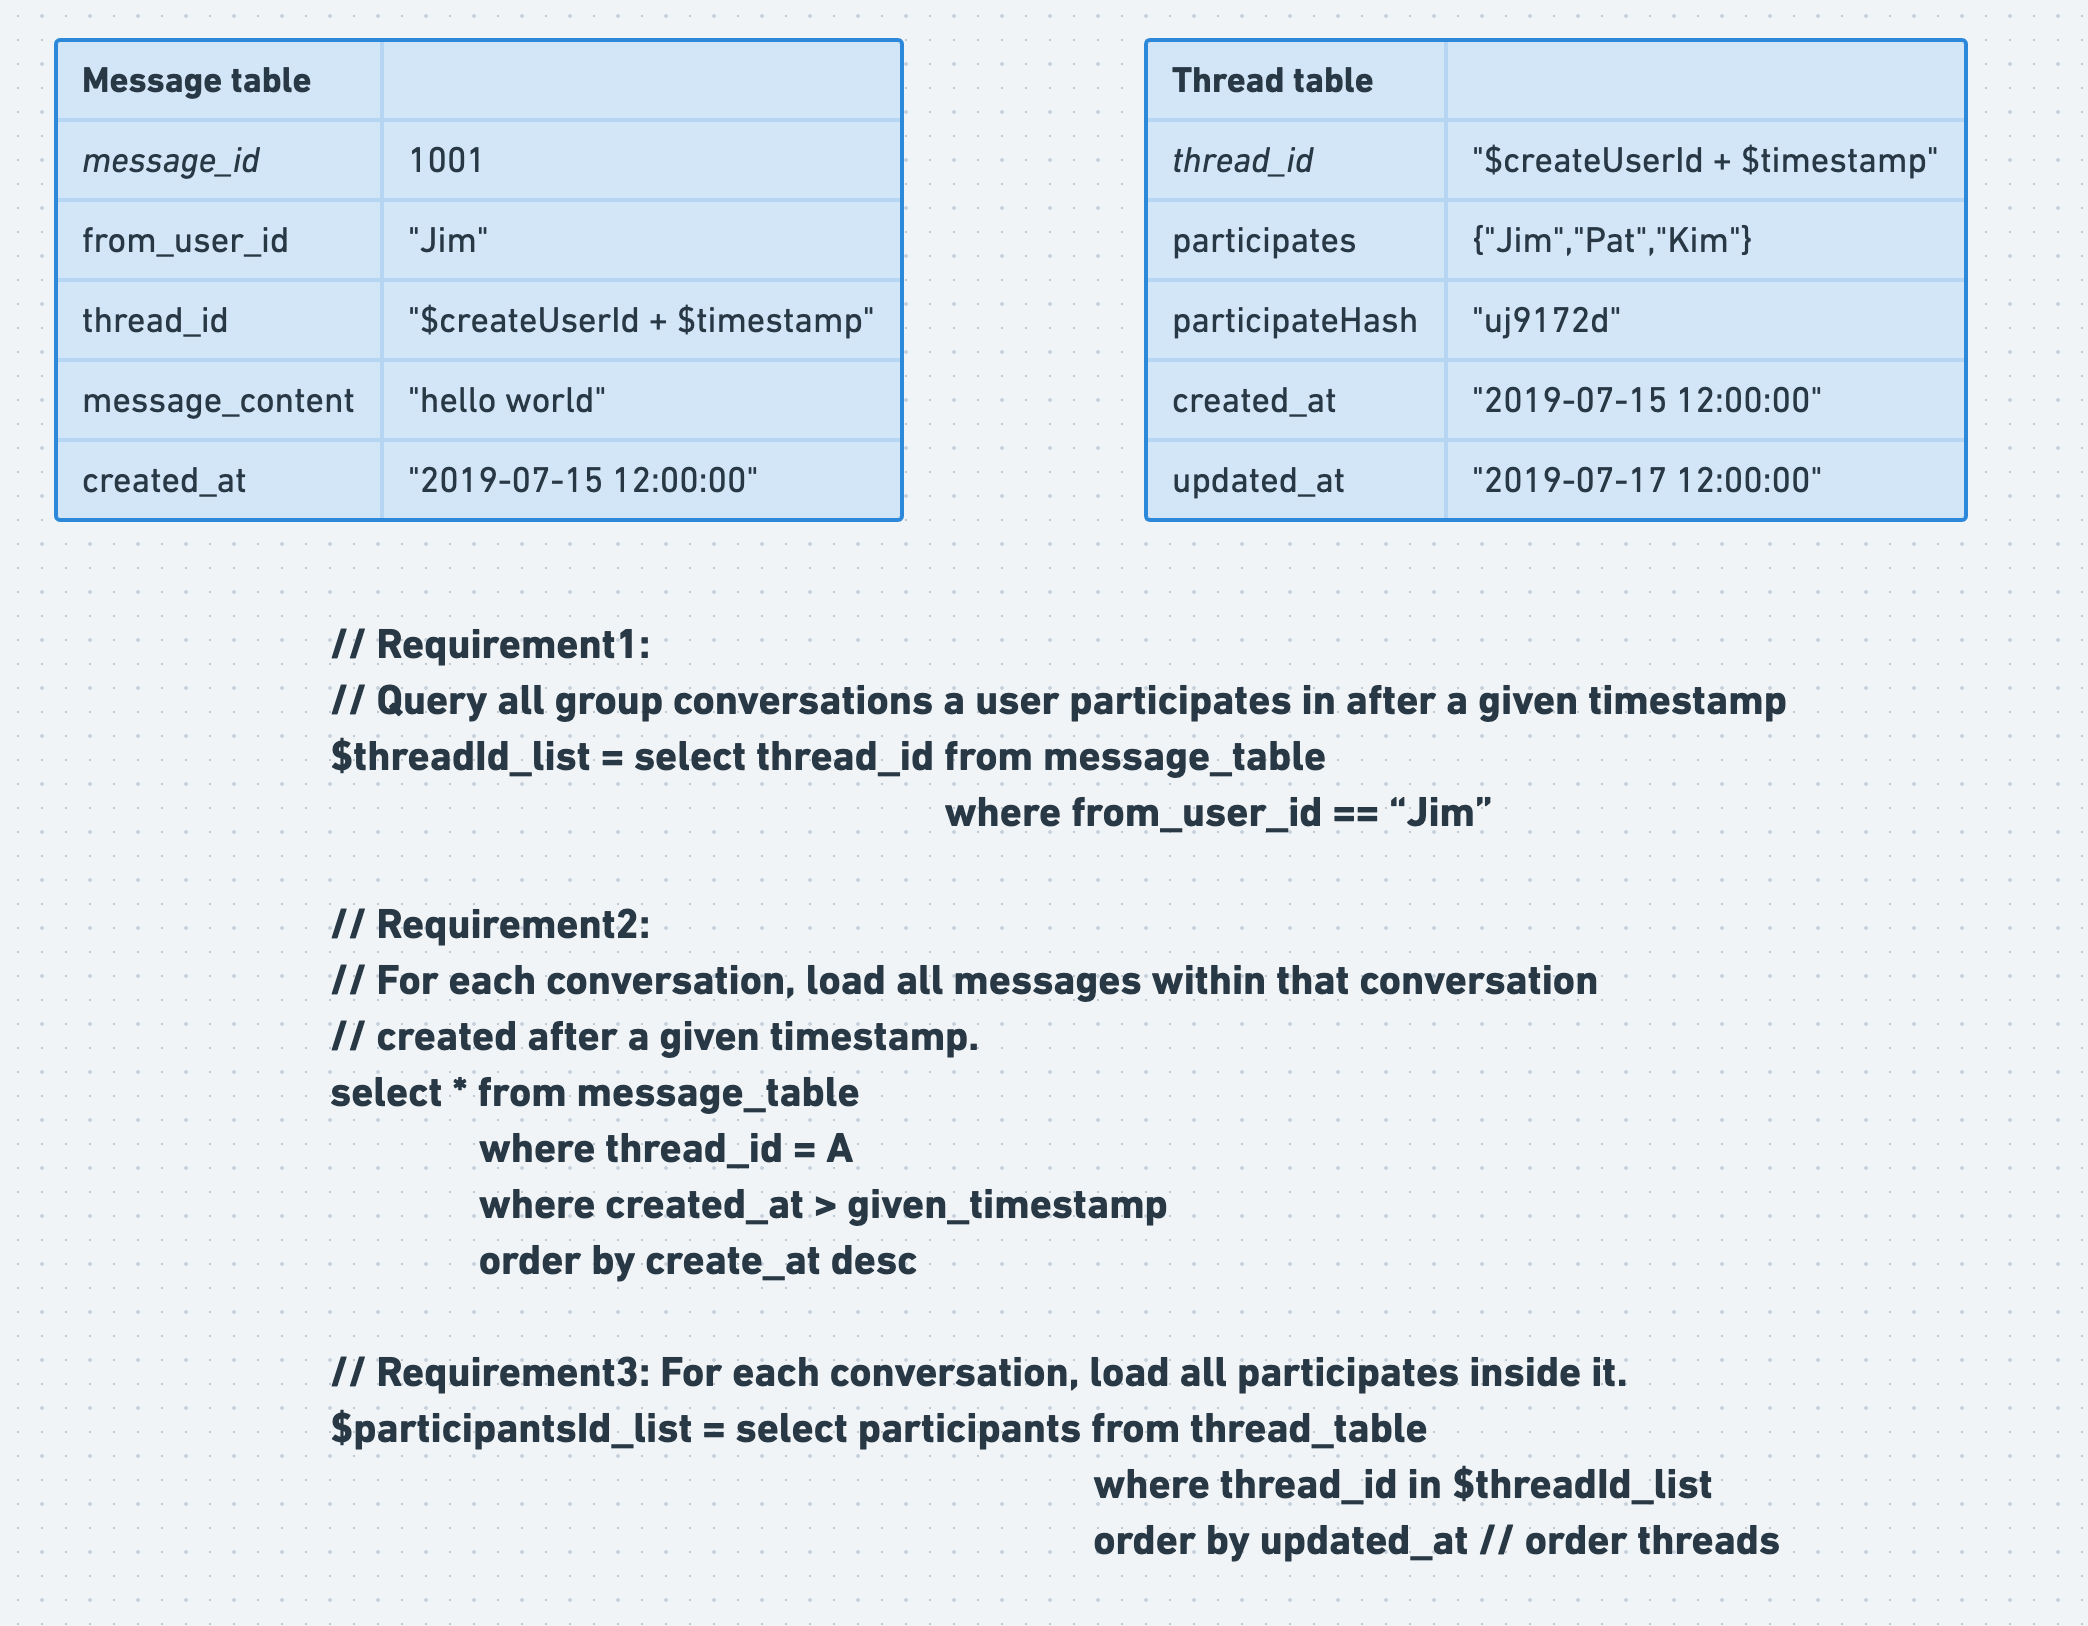 Message table
message_id 1001
from_user_id "Jim"
thread_id "$createUserId + $timestamp"
message_content "hello world"
created_at "2019-07-15 12:00:00"
Thread table
thread_id "$createUserId + $timestamp"
participates {"Jim","Pat","Kim"}
participateHash "uj9172d"
created_at "2019-07-15 12:00:00"
updated_at "2019-07-17 12:00:00"
// Requirement1:
// Query all group conversations a user participates in after a given timestamp
$threadId_list = select thread_id from message_table
where from_user_id == “Jim”
// Requirement2:
// For each conversation, load all messages within that conversation
// created after a given timestamp.
select * from message_table
where thread_id = A
where created_at > given_timestamp
order by create_at desc
// Requirement3: For each conversation, load all participates inside it.
$participantsId_list = select participants from thread_table
where thread_id in $threadId_list
order by updated_at // order threads